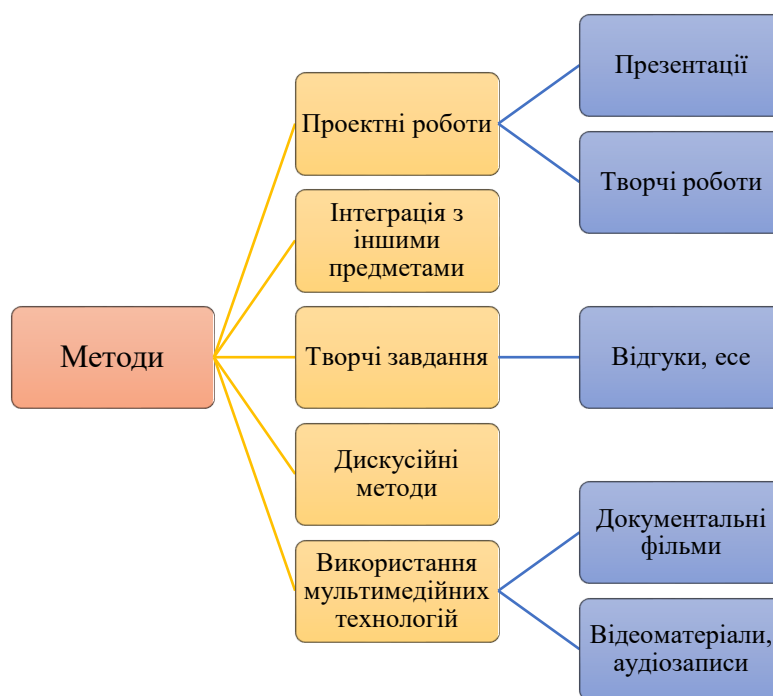 Методи
Проектні роботи
Інтеграція з
іншими
предметами
Творчі завдання
Дискусійні
методи
Використання
мультимедійних
технологій
Презентації
Творчі роботи
Відгуки, есе
Документальні
фільми
Відеоматеріали,
аудіозаписи